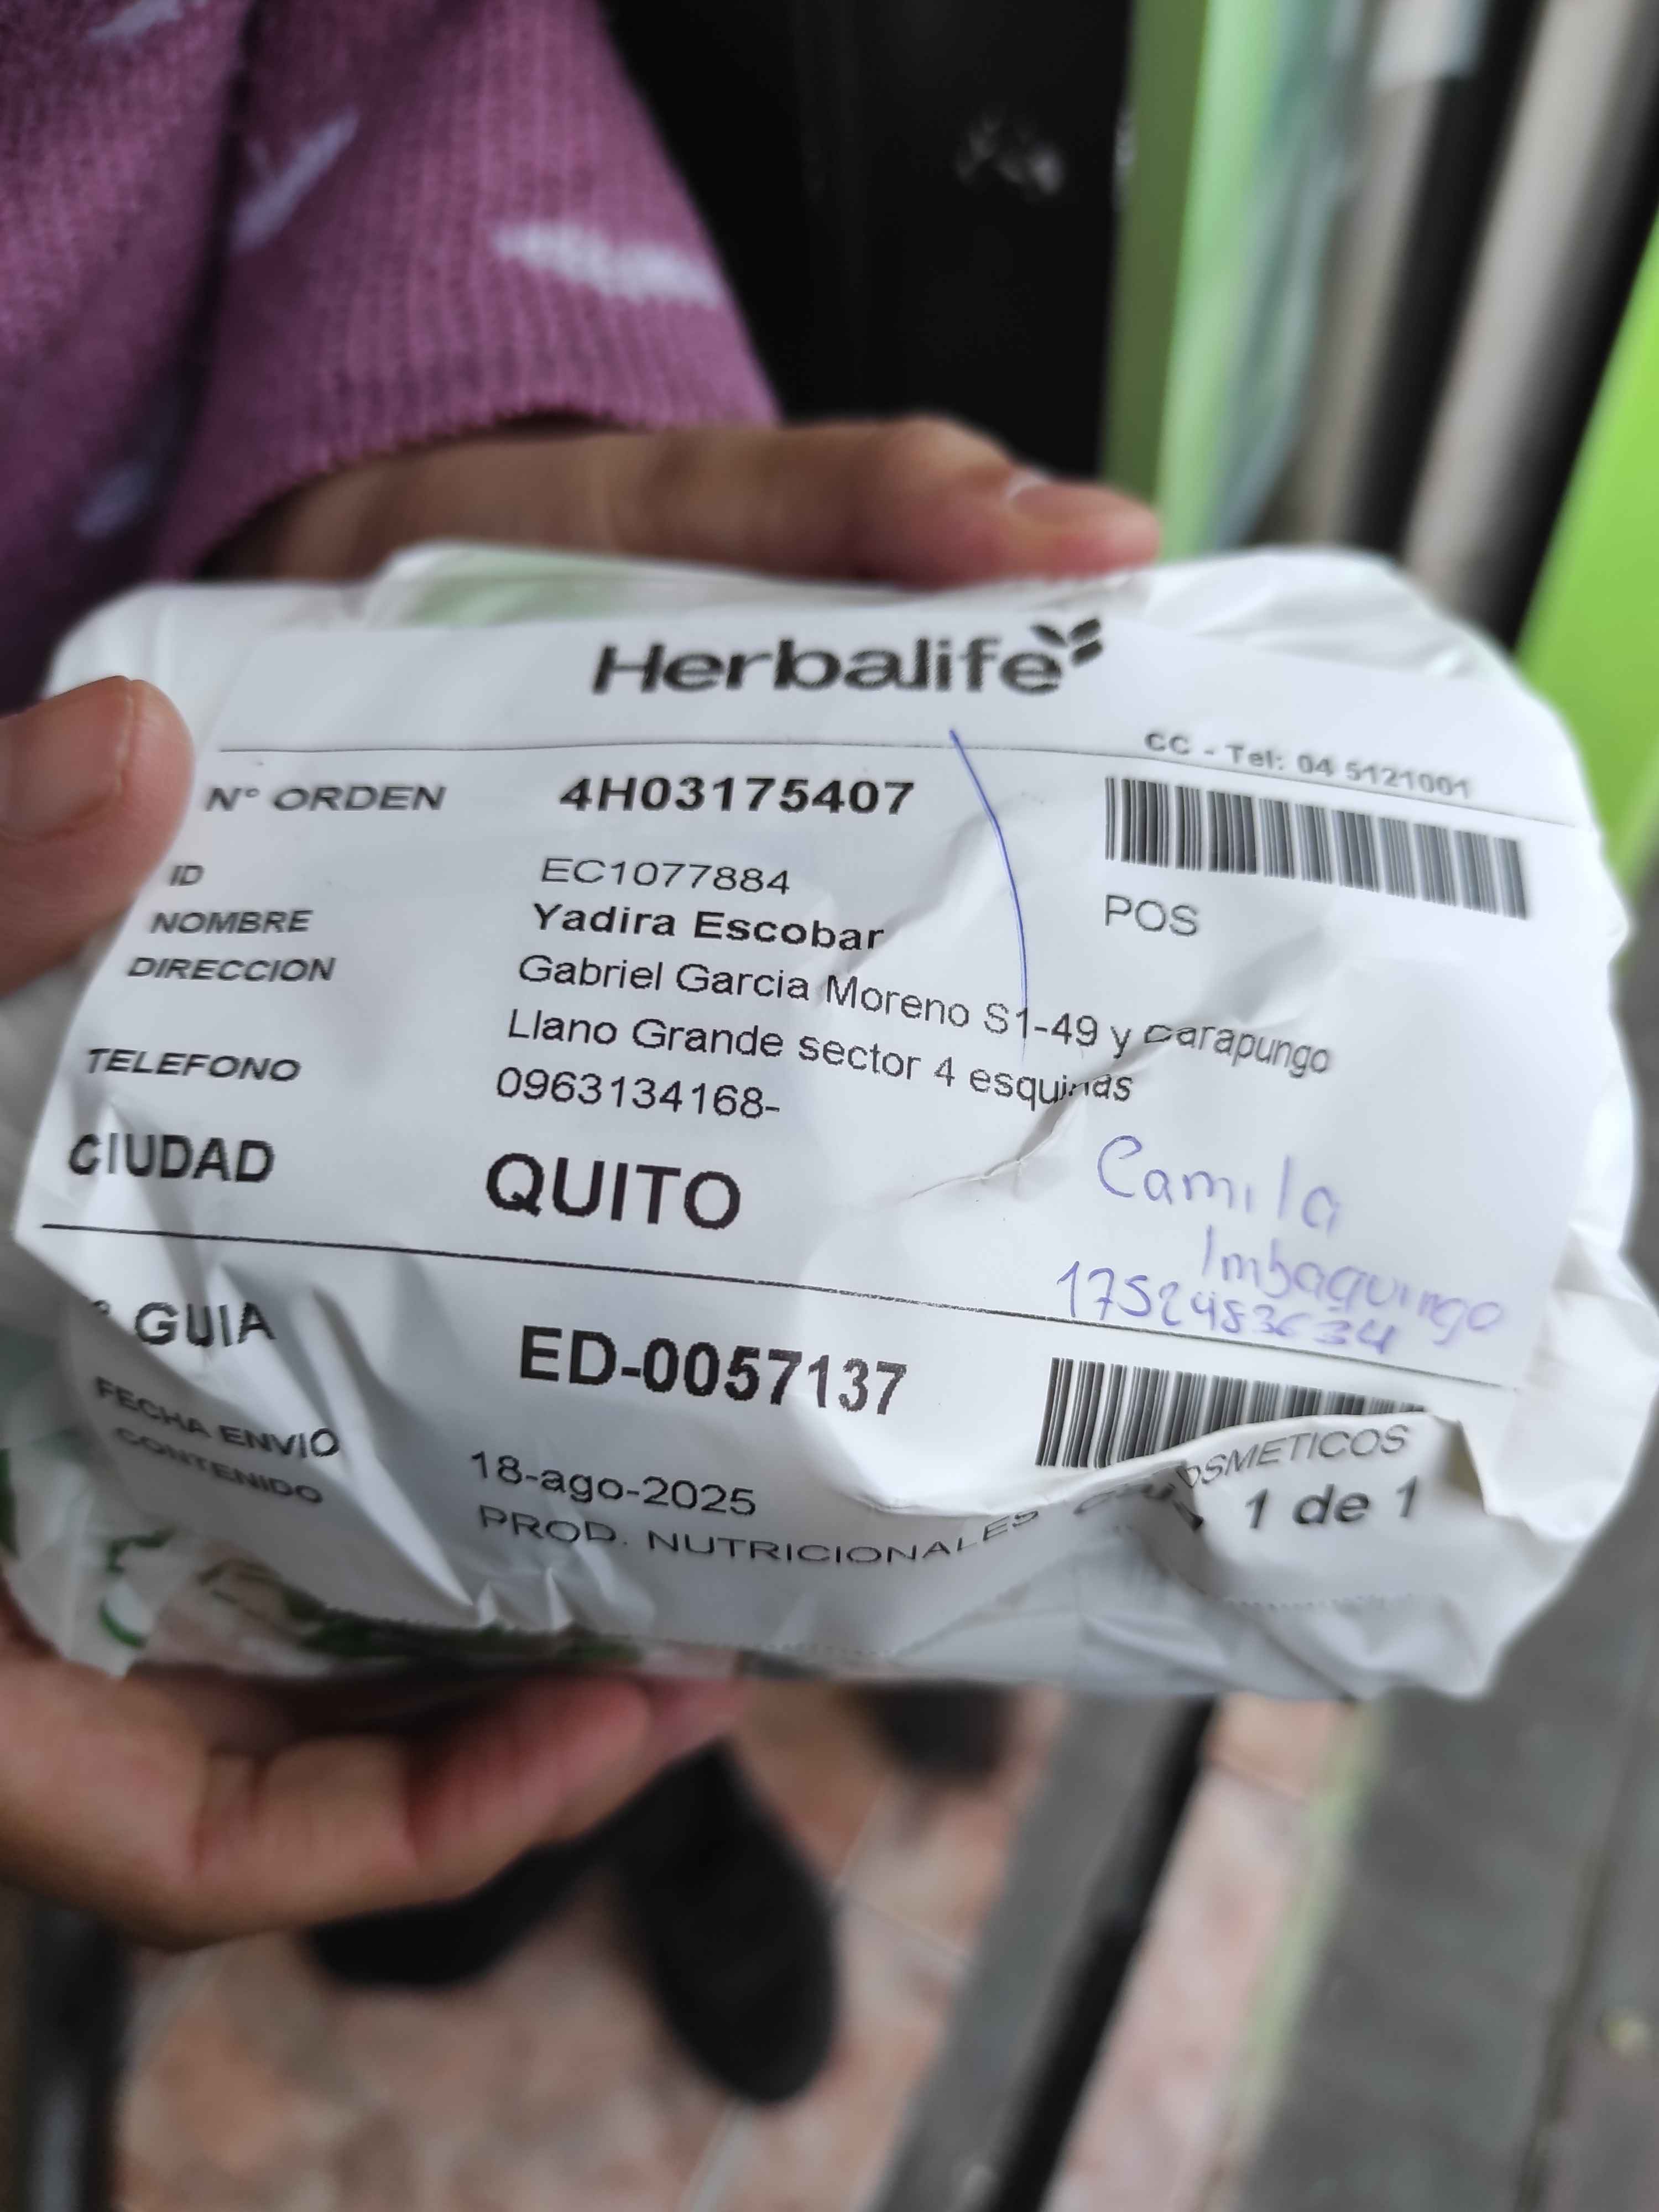 Herbalife
CC - Tel: 04 5121001
N° ORDEN 4H03175407
ID EC1077884
POS
NOMBRE Yadira Escobar
DIRECCION Gabriel Garcia Moreno S1-49 y carapungo
Llano Grande sector 4 esquinas
TELEFONO 0963134168-
CIUDAD QUITO
Camila
Imbaquingo
GUIA ED-0057137
FECHA ENVIO 18-ago-2025
CONTENIDO PROD. NUTRICIONALES
1 de 1